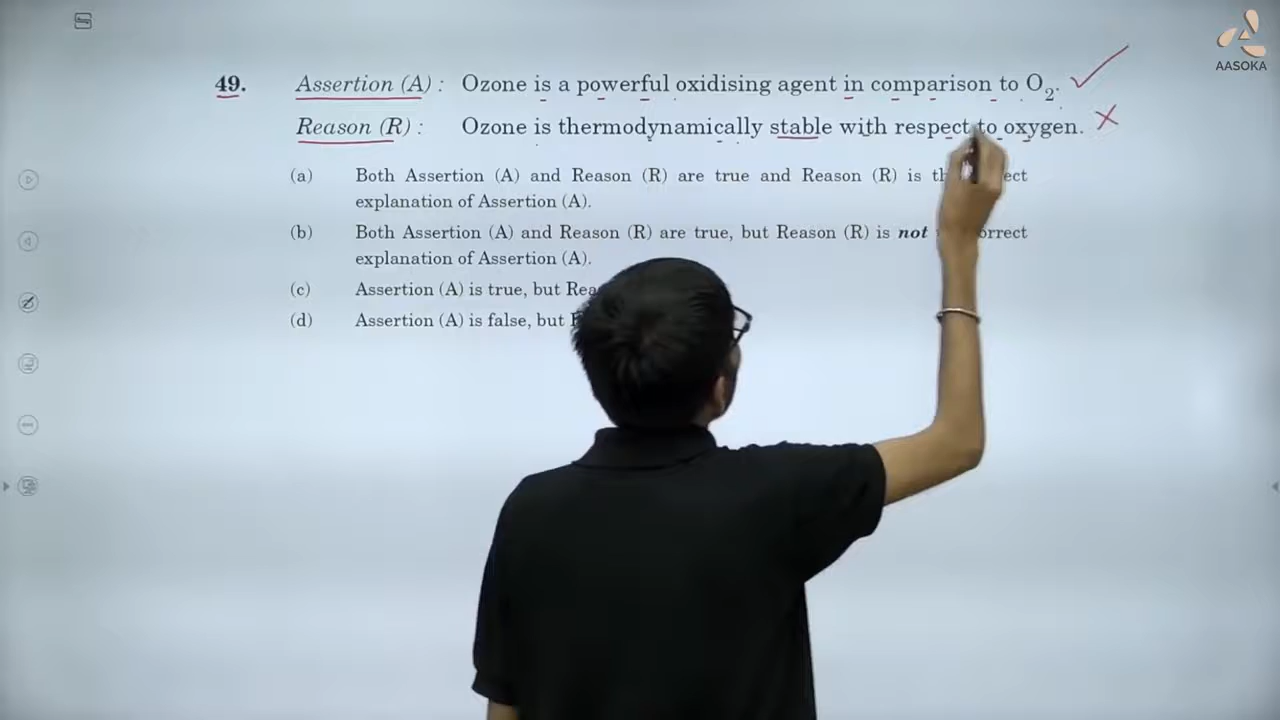 AASOKA
49. Assertion (A) : Ozone is a powerful oxidising agent in comparison to O₂.
Reason (R) : Ozone is thermodynamically stable with respect to oxygen.
(a) Both Assertion (A) and Reason (R) are true and Reason (R) is
explanation of Assertion (A).
(b) Both Assertion (A) and Reason (R) are true, but Reason (R) is not
explanation of Assertion (A).
(c) Assertion (A) is true, but
(d) Assertion (A) is false, but